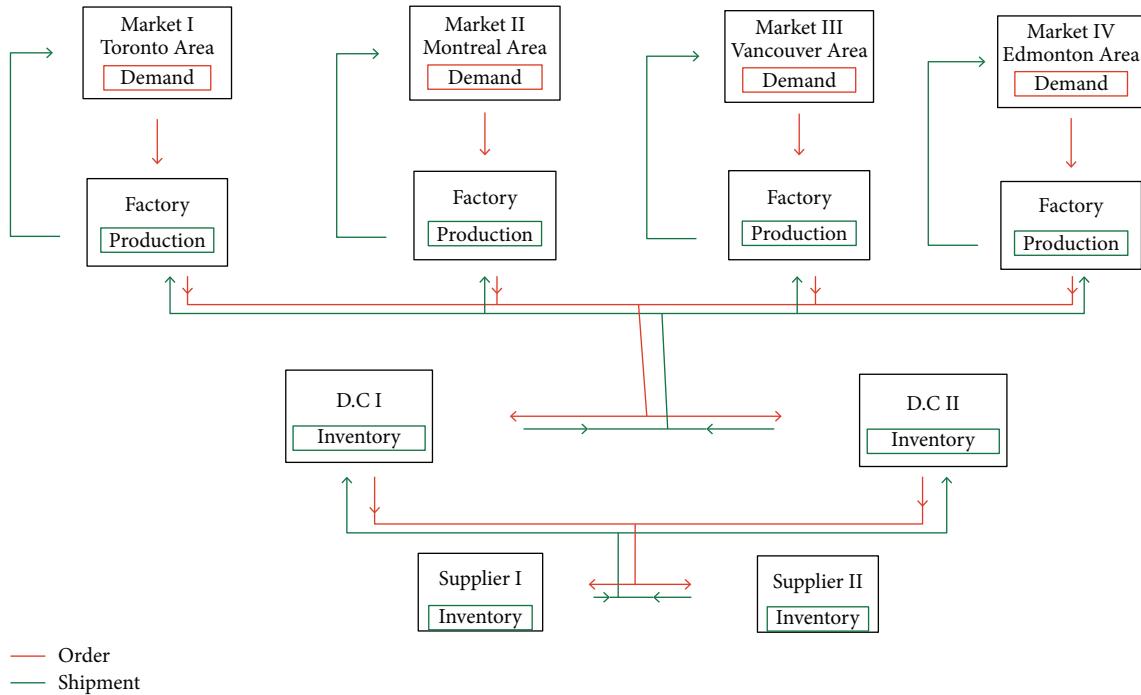 Market I
Toronto Area
Demand
Market II
Montreal Area
Demand
Market III
Vancouver Area
Demand
Market IV
Edmonton Area
Demand
Factory
Production
Factory
Production
Factory
Production
Factory
Production
D.C I
Inventory
D.C II
Inventory
Supplier I
Inventory
Supplier II
Inventory
Order
Shipment